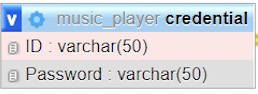 v music_player credential
ID : varchar(50)
Password : varchar(50)